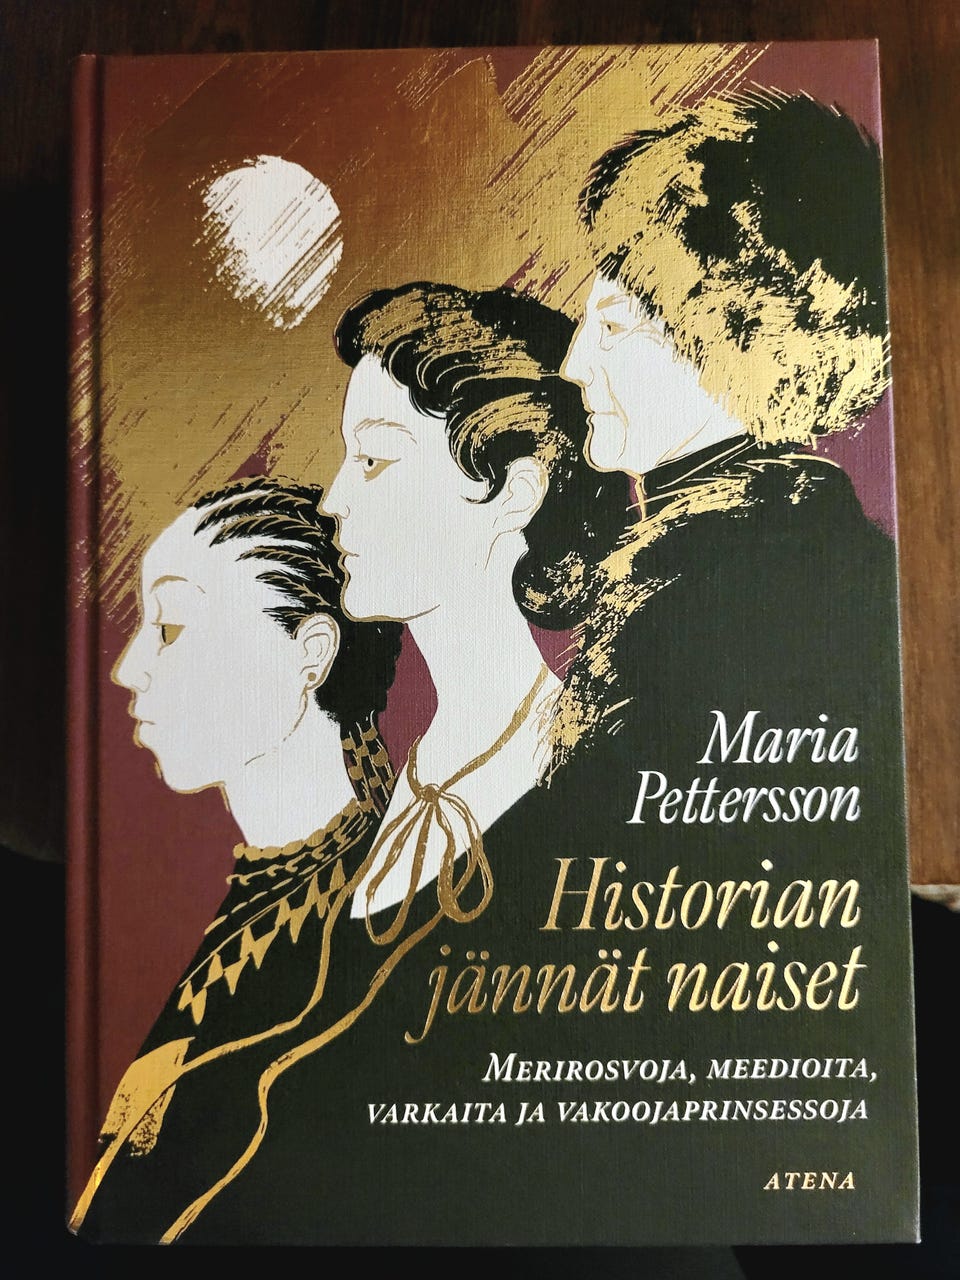 Maria
Pettersson
Historian
jännät naiset
MERIROSVOJA, MEEDIOITA,
VARKAITA JA VAKOOJAPRINSESSOJA
ATENA